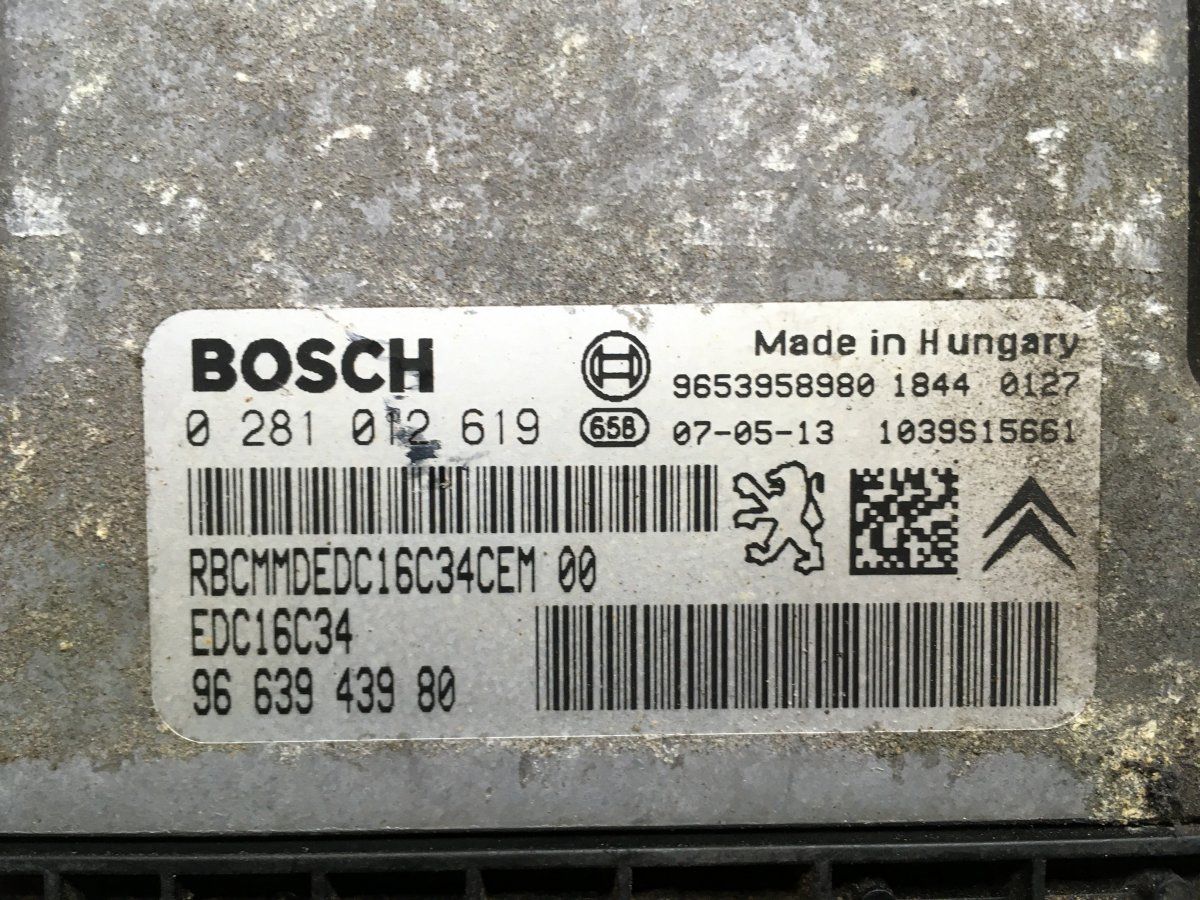 BOSCH
0 281 012 619
Made in Hungary
9653958980 1844 0127
658 07-05-13 1039S15661
RBCMMDEDC16C34CEM 00
EDC16C34
96 639 439 80